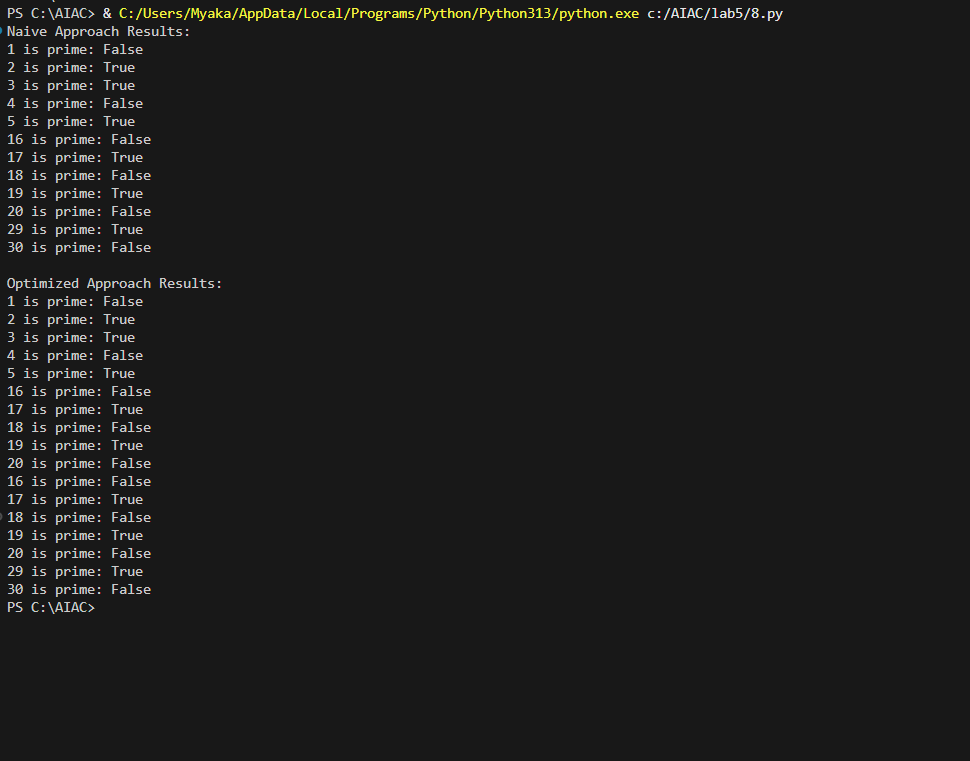 PS C:\AIAC> & C:/Users/Myaka/AppData/Local/Programs/Python/Python313/python.exe c:/AIAC/lab5/8.py
Naive Approach Results:
1 is prime: False
2 is prime: True
3 is prime: True
4 is prime: False
5 is prime: True
16 is prime: False
17 is prime: True
18 is prime: False
19 is prime: True
20 is prime: False
29 is prime: True
30 is prime: False

Optimized Approach Results:
1 is prime: False
2 is prime: True
3 is prime: True
4 is prime: False
5 is prime: True
16 is prime: False
17 is prime: True
18 is prime: False
19 is prime: True
20 is prime: False
16 is prime: False
17 is prime: True
18 is prime: False
19 is prime: True
20 is prime: False
29 is prime: True
30 is prime: False
PS C:\AIAC>